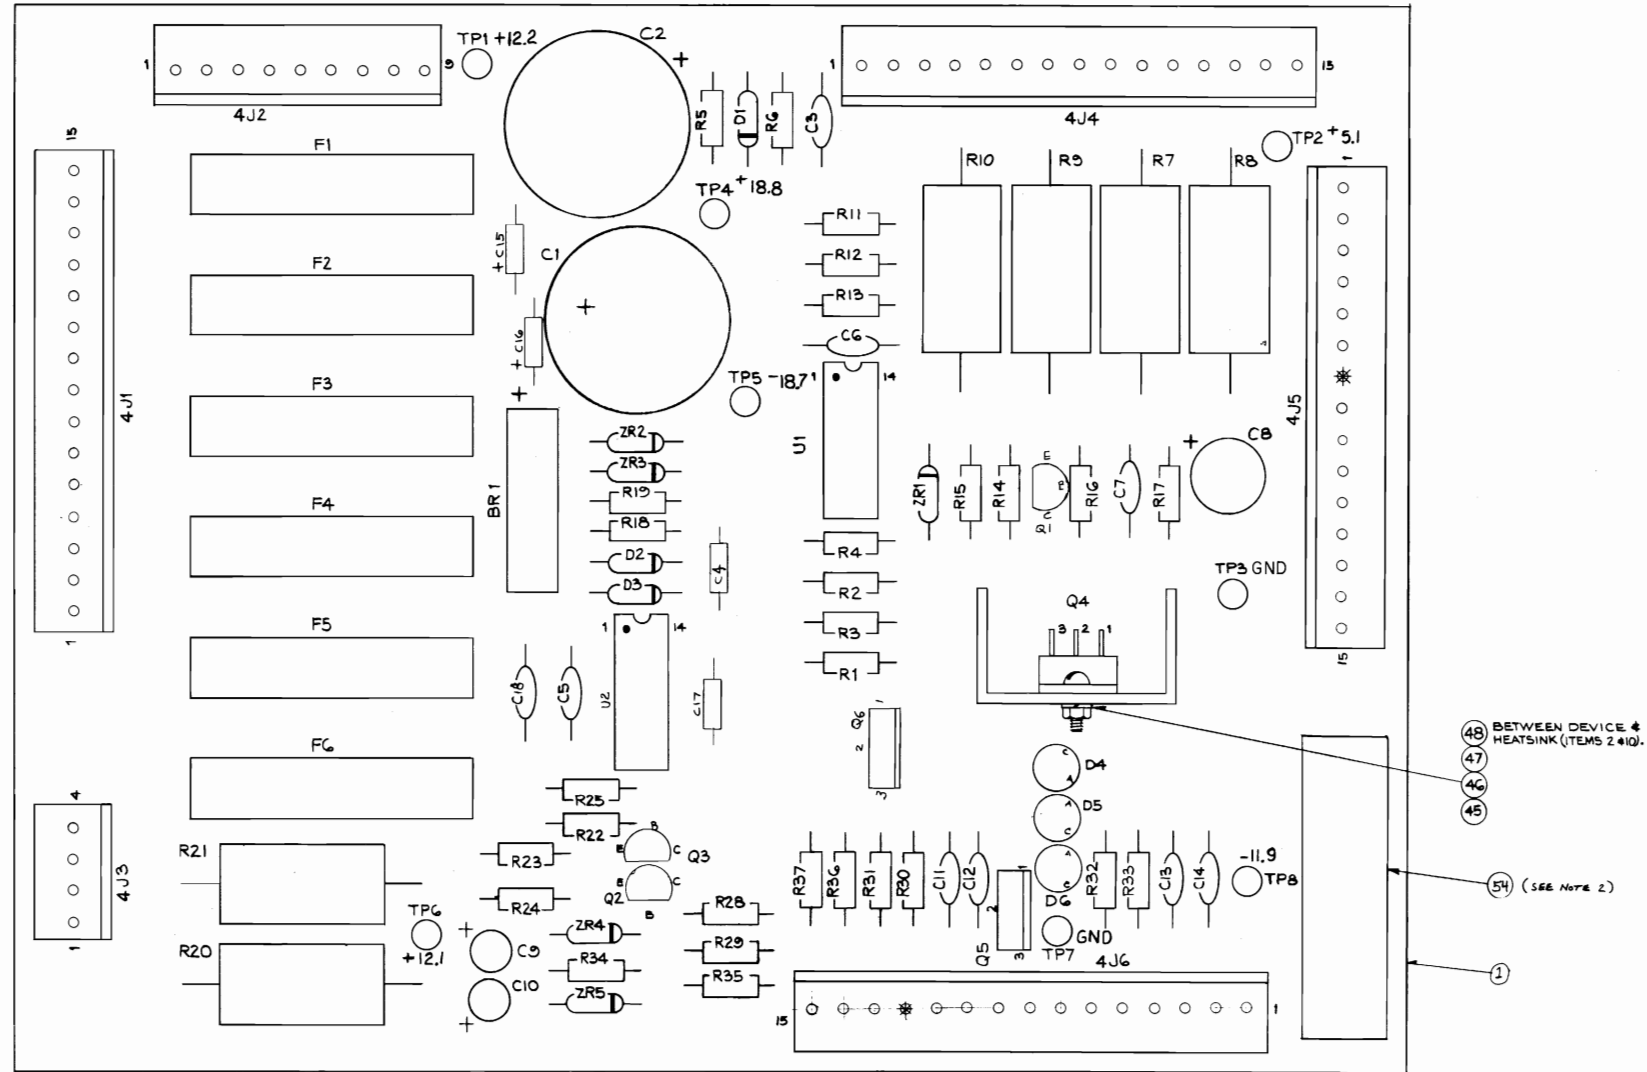 TP1 +12.2
C2
+
1
9
4J2
R5
D1
R6
C3
1
15
4J4
TP2 +5.1
15
1
4J1
F1
F2
F3
F4
F5
F6
TP4 +18.8
+ C15
C1
+
+ C16
TP5 -18.7
+
BR1
R11
R12
R13
C6
1
14
U1
R10
R9
R7
R8
1
4J5
15
ZR2
ZR3
R19
R18
D2
D3
C4
1
14
U2
C18
C5
C17
R4
R2
R3
R1
ZR1
R15
R14
E
B
C
Q1
R16
C7
R17
+
C8
TP3 GND
Q4
3
2
1
Q6
1
2
3
48 BETWEEN DEVICE &
HEATSINK (ITEMS 2 & 10).
47
46
45
C
A
D4
A
C
D5
A
C
D6
4
4J3
1
R21
R20
TP6
+12.1
R25
R22
R23
R24
B
E
C
Q3
E
C
Q2
B
+
C9
C10
+
ZR4
R34
ZR5
R28
R29
R35
R37
R36
R31
R30
C11
C12
1
2
3
Q5
R32
R33
C13
C14
-11.9
TP8
GND
TP7
4J6
15
1
54 (SEE NOTE 2)
1